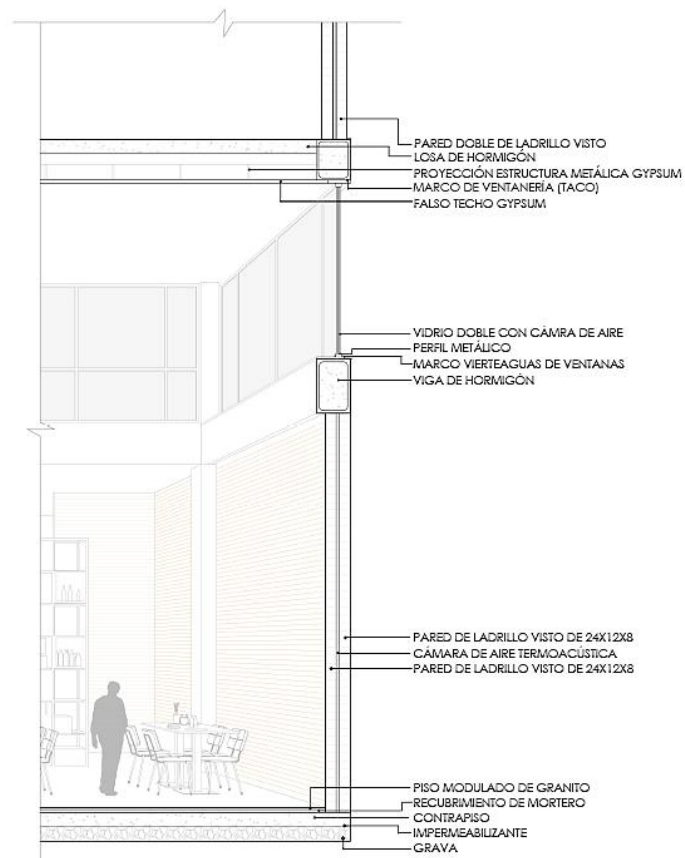 PARED DOBLE DE LADRILLO VISTO
LOSA DE HORMIGÓN
PROYECCIÓN ESTRUCTURA METÁLICA GYPSUM
MARCO DE VENTANERÍA (TACO)
FALSO TECHO GYPSUM
VIDRIO DOBLE CON CÁMRA DE AIRE
PERFIL METÁLICO
MARCO VIERTEAGUAS DE VENTANAS
VIGA DE HORMIGÓN
PARED DE LADRILLO VISTO DE 24X12X8
CÁMARA DE AIRE TERMOACÚSTICA
PARED DE LADRILLO VISTO DE 24X12X8
PISO MODULADO DE GRANITO
RECUBRIMIENTO DE MORTERO
CONTRAPISO
IMPERMEABILIZANTE
GRAVA